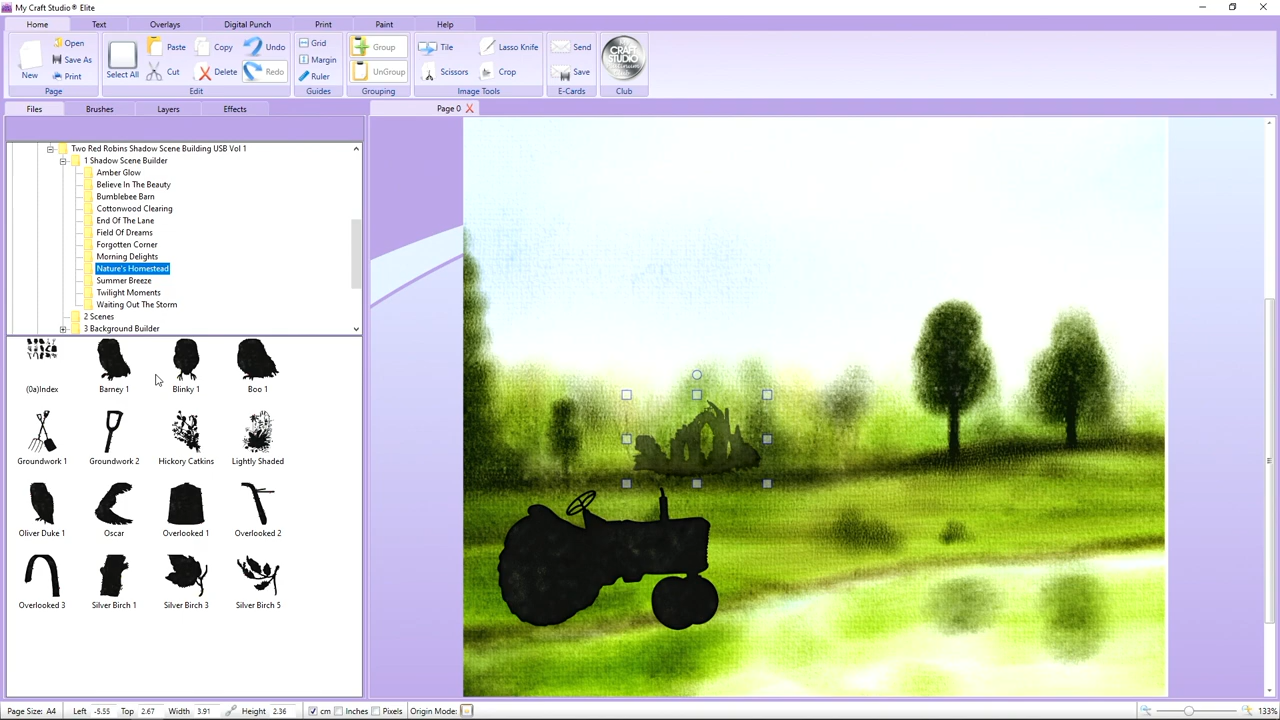 My Craft Studio® Elite
Home Text Overlays Digital Punch Print Paint Help
New Open Save As Print Select All Paste Copy Undo Cut Delete Redo Grid Margin Ruler Group UnGroup Tile Lasso Knife Scissors Crop Send Save MY CRAFT STUDIO
Page Edit Guides Grouping Image Tools E-Cards Club
Files Brushes Layers Effects Page 0
Two Red Robins Shadow Scene Building USB Vol 1
1 Shadow Scene Builder
Amber Glow
Believe In The Beauty
Bumblebee Barn
Cottonwood Clearing
End Of The Lane
Field Of Dreams
Forgotten Corner
Morning Delights
Nature's Homestead
Summer Breeze
Twilight Moments
Waiting Out The Storm
2 Scenes
3 Background Builder
(0a)Index Barney 1 Blinky 1 Boo 1
Groundwork 1 Groundwork 2 Hickory Catkins Lightly Shaded
Oliver Duke 1 Oscar Overlooked 1 Overlooked 2
Overlooked 3 Silver Birch 1 Silver Birch 3 Silver Birch 5
Page Size: A4 Left -5.55 Top 2.67 Width 3.91 Height 2.36 cm Inches Pixels Origin Mode: 133%